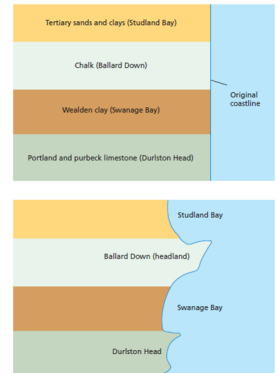 Tertiary sands and clays (Studland Bay)
Chalk (Ballard Down)
Original
coastline
Wealden clay (Swanage Bay)
Portland and purbeck limestone (Durlston Head)
Studland Bay
Ballard Down (headland)
Swanage Bay
Durlston Head